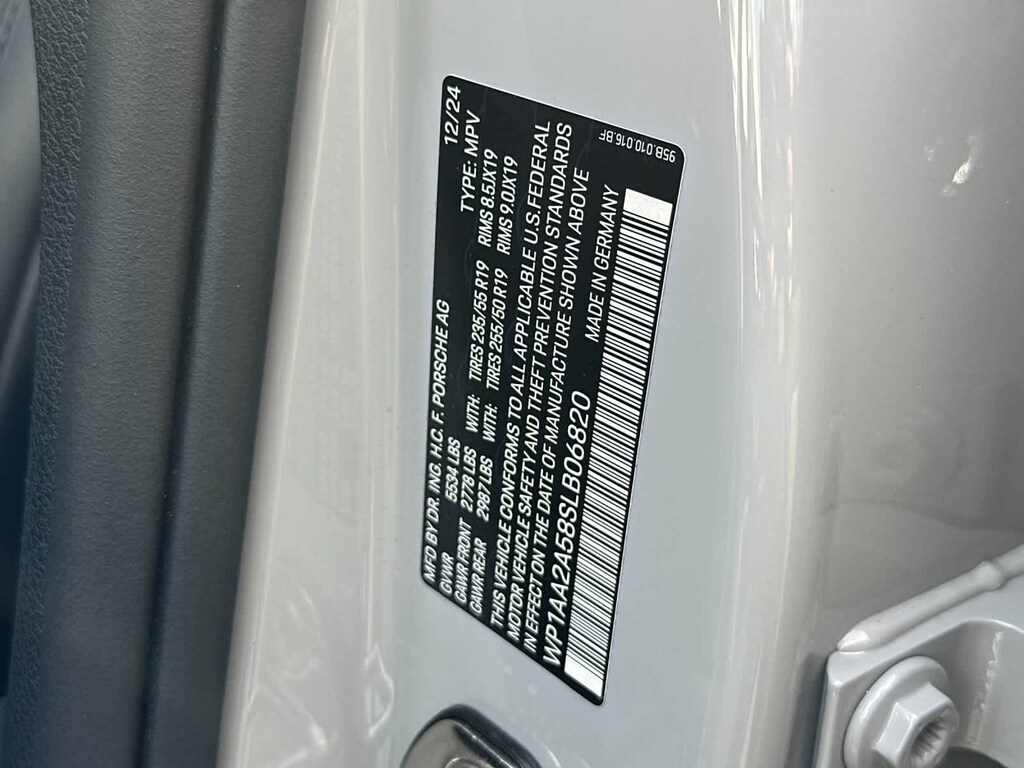 MFD BY DR. ING. H.C. F. PORSCHE AG 12/24
GVWR 5534 LBS TYPE: MPV
GAWR FRONT 2778 LBS WITH: TIRES 235/55 R19 RIMS 8.5JX19
GAWR REAR 2987 LBS WITH: TIRES 255/50 R19 RIMS 9.0JX19
THIS VEHICLE CONFORMS TO ALL APPLICABLE U.S. FEDERAL
MOTOR VEHICLE SAFETY AND THEFT PREVENTION STANDARDS
IN EFFECT ON THE DATE OF MANUFACTURE SHOWN ABOVE
WP1AA2A58SLB06820 MADE IN GERMANY
95B.010.016.BF